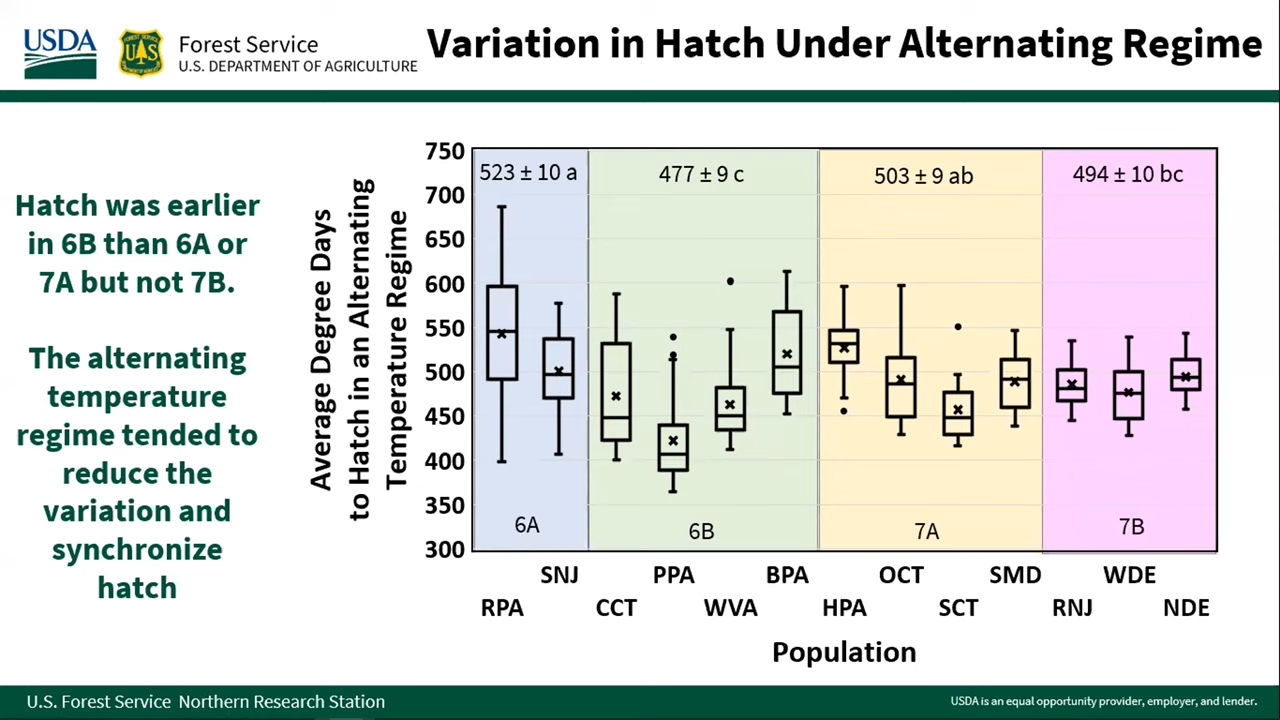 USDA
UAS
Forest Service
U.S. DEPARTMENT OF AGRICULTURE
Variation in Hatch Under Alternating Regime
Hatch was earlier
in 6B than 6A or
7A but not 7B.
The alternating
temperature
regime tended to
reduce the
variation and
synchronize
hatch
Average Degree Days
to Hatch in an Alternating
Temperature Regime
750
700
650
600
550
500
450
400
350
300
523 ± 10 a
477 ± 9 c
503 ± 9 ab
494 ± 10 bc
6A
6B
7A
7B
SNJ
PPA
BPA
OCT
SMD
WDE
RPA
CCT
WVA
HPA
SCT
RNJ
NDE
Population
U.S. Forest Service Northern Research Station
USDA is an equal opportunity provider, employer, and lender.